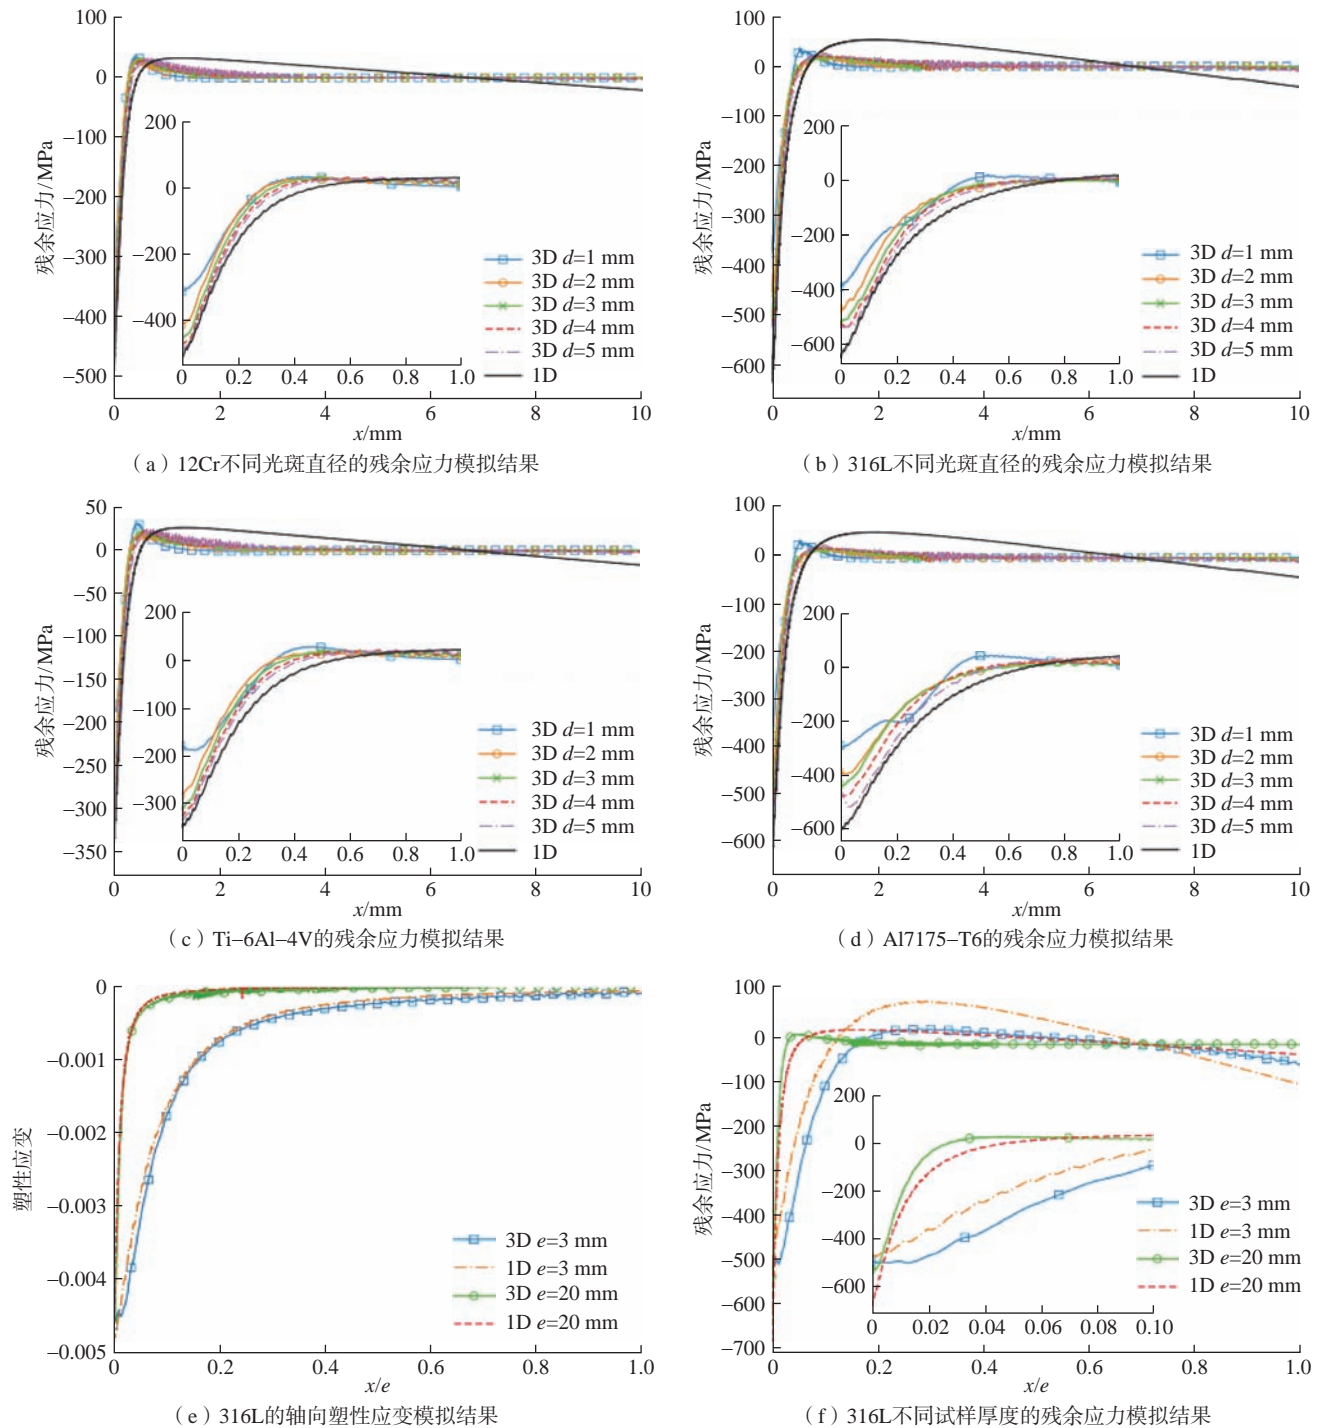 100
0
−100
−200
−300
−400
−500
残余应力/MPa
200
0
−200
−400
0 0.2 0.4 0.6 0.8 1.0
3D d=1 mm
3D d=2 mm
3D d=3 mm
3D d=4 mm
3D d=5 mm
1D
0 2 4 6 8 10
x/mm
（a）12Cr不同光斑直径的残余应力模拟结果
100
0
−100
−200
−300
−400
−500
−600
残余应力/MPa
200
0
−200
−400
−600
0 0.2 0.4 0.6 0.8 1.0
3D d=1 mm
3D d=2 mm
3D d=3 mm
3D d=4 mm
3D d=5 mm
1D
0 2 4 6 8 10
x/mm
（b）316L不同光斑直径的残余应力模拟结果
50
0
50
−100
−150
−200
−250
−300
−350
残余应力/MPa
200
0
−100
−200
−300
0 0.2 0.4 0.6 0.8 1.0
3D d=1 mm
3D d=2 mm
3D d=3 mm
3D d=4 mm
3D d=5 mm
1D
0 2 4 6 8 10
x/mm
（c）Ti–6Al–4V的残余应力模拟结果
100
0
−100
−200
−300
−400
−500
−600
残余应力/MPa
200
0
−200
−400
−600
0 0.2 0.4 0.6 0.8 1.0
3D d=1 mm
3D d=2 mm
3D d=3 mm
3D d=4 mm
3D d=5 mm
1D
0 2 4 6 8 10
x/mm
（d）Al7175–T6的残余应力模拟结果
0
−0.001
−0.002
−0.003
−0.004
−0.005
塑性应变
3D e=3 mm
1D e=3 mm
3D e=20 mm
1D e=20 mm
0 0.2 0.4 0.6 0.8 1.0
x/e
（e）316L的轴向塑性应变模拟结果
100
0
−100
−200
−300
−400
−500
−600
−700
残余应力/MPa
200
0
−200
−400
−600
0 0.02 0.04 0.06 0.08 0.10
3D e=3 mm
1D e=3 mm
3D e=20 mm
1D e=20 mm
0 0.2 0.4 0.6 0.8 1.0
x/e
（f）316L不同试样厚度的残余应力模拟结果